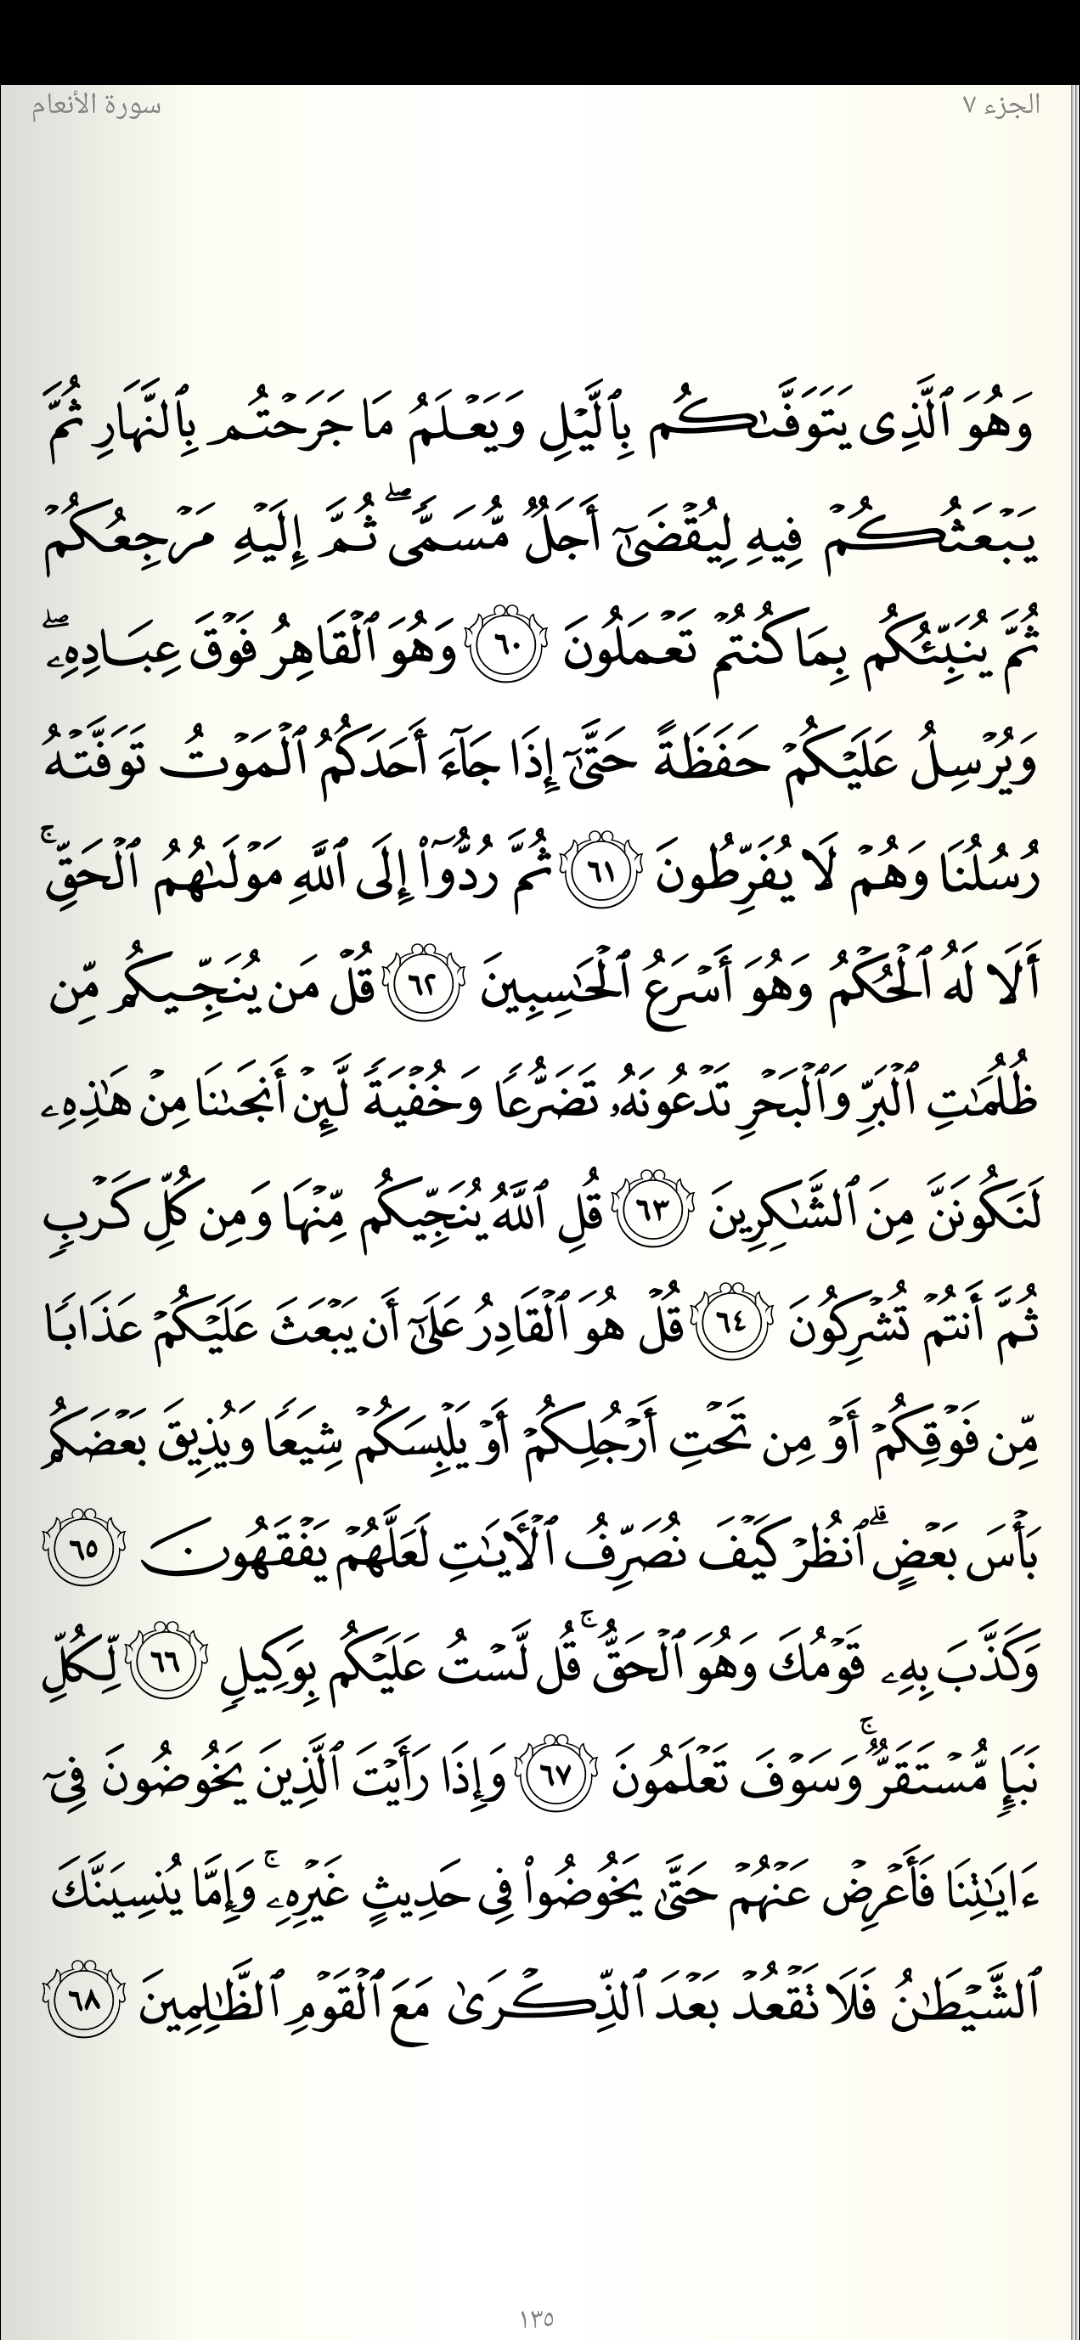 الجزء ٧ سورة الأنعام
وَهُوَ ٱلَّذِى يَتَوَفَّىٰكُم بِٱلَّيْلِ وَيَعْلَمُ مَا جَرَحْتُم بِٱلنَّهَارِ ثُمَّ
يَبْعَثُكُمْ فِيهِ لِيُقْضَىٰٓ أَجَلٌ مُّسَمًّى ۖ ثُمَّ إِلَيْهِ مَرْجِعُكُمْ
ثُمَّ يُنَبِّئُكُم بِمَا كُنتُمْ تَعْمَلُونَ ٦٠ وَهُوَ ٱلْقَاهِرُ فَوْقَ عِبَادِهِۦ ۖ
وَيُرْسِلُ عَلَيْكُمْ حَفَظَةً حَتَّىٰٓ إِذَا جَآءَ أَحَدَكُمُ ٱلْمَوْتُ تَوَفَّتْهُ
رُسُلُنَا وَهُمْ لَا يُفَرِّطُونَ ٦١ ثُمَّ رُدُّوٓا۟ إِلَى ٱللَّهِ مَوْلَىٰهُمُ ٱلْحَقِّ ۚ
أَلَا لَهُ ٱلْحُكْمُ وَهُوَ أَسْرَعُ ٱلْحَٰسِبِينَ ٦٢ قُلْ مَن يُنَجِّيكُم مِّن
ظُلُمَٰتِ ٱلْبَرِّ وَٱلْبَحْرِ تَدْعُونَهُۥ تَضَرُّعًا وَخُفْيَةً لَّئِنْ أَنجَىٰنَا مِنْ هَٰذِهِۦ
لَنَكُونَنَّ مِنَ ٱلشَّٰكِرِينَ ٦٣ قُلِ ٱللَّهُ يُنَجِّيكُم مِّنْهَا وَمِن كُلِّ كَرْبٍ
ثُمَّ أَنتُمْ تُشْرِكُونَ ٦٤ قُلْ هُوَ ٱلْقَادِرُ عَلَىٰٓ أَن يَبْعَثَ عَلَيْكُمْ عَذَابًا
مِّن فَوْقِكُمْ أَوْ مِن تَحْتِ أَرْجُلِكُمْ أَوْ يَلْبِسَكُمْ شِيَعًا وَيُذِيقَ بَعْضَكُم
بَأْسَ بَعْضٍ ۗ ٱنظُرْ كَيْفَ نُصَرِّفُ ٱلْءَايَٰتِ لَعَلَّهُمْ يَفْقَهُونَ ٦٥
وَكَذَّبَ بِهِۦ قَوْمُكَ وَهُوَ ٱلْحَقُّ ۚ قُل لَّسْتُ عَلَيْكُم بِوَكِيلٍ ٦٦ لِّكُلِّ
نَبَإٍ مُّسْتَقَرٌّ ۚ وَسَوْفَ تَعْلَمُونَ ٦٧ وَإِذَا رَأَيْتَ ٱلَّذِينَ يَخُوضُونَ فِىٓ
ءَايَٰتِنَا فَأَعْرِضْ عَنْهُمْ حَتَّىٰ يَخُوضُوا۟ فِى حَدِيثٍ غَيْرِهِۦ ۚ وَإِمَّا يُنسِيَنَّكَ
ٱلشَّيْطَٰنُ فَلَا تَقْعُدْ بَعْدَ ٱلذِّكْرَىٰ مَعَ ٱلْقَوْمِ ٱلظَّٰلِمِينَ ٦٨
١٣٥